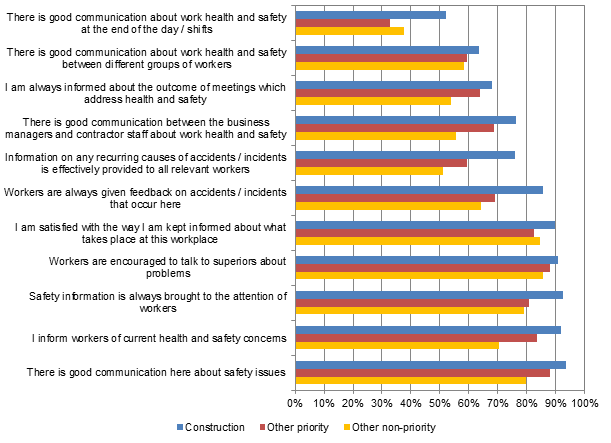 There is good communication about work health and safety
at the end of the day / shifts
There is good communication about work health and safety
between different groups of workers
I am always informed about the outcome of meetings which
address health and safety
There is good communication between the business
managers and contractor staff about work health and safety
Information on any recurring causes of accidents / incidents
is effectively provided to all relevant workers
Workers are always given feedback on accidents / incidents
that occur here
I am satisfied with the way I am kept informed about what
takes place at this workplace
Workers are encouraged to talk to superiors about
problems
Safety information is always brought to the attention of
workers
I inform workers of current health and safety concerns
There is good communication here about safety issues
0% 10% 20% 30% 40% 50% 60% 70% 80% 90% 100%
Construction Other priority Other non-priority